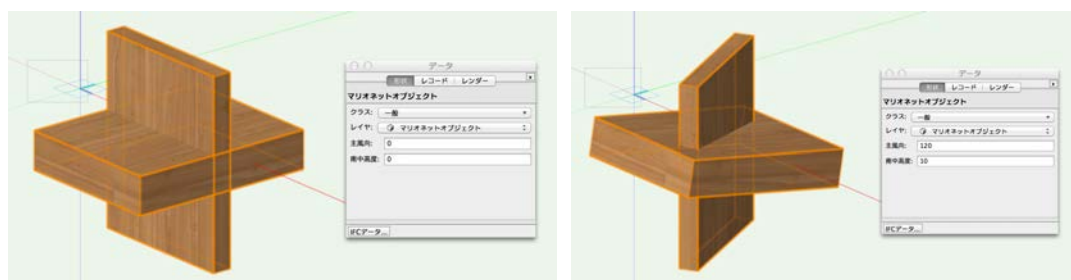 データ
形状 レコード レンダー
マリオネットオブジェクト
クラス: 一般
レイヤ: マリオネットオブジェクト
主風向: 0
南中高度: 0
IFCデータ...
データ
形状 レコード レンダー
マリオネットオブジェクト
クラス: 一般
レイヤ: マリオネットオブジェクト
主風向: 120
南中高度: 10
IFCデータ...